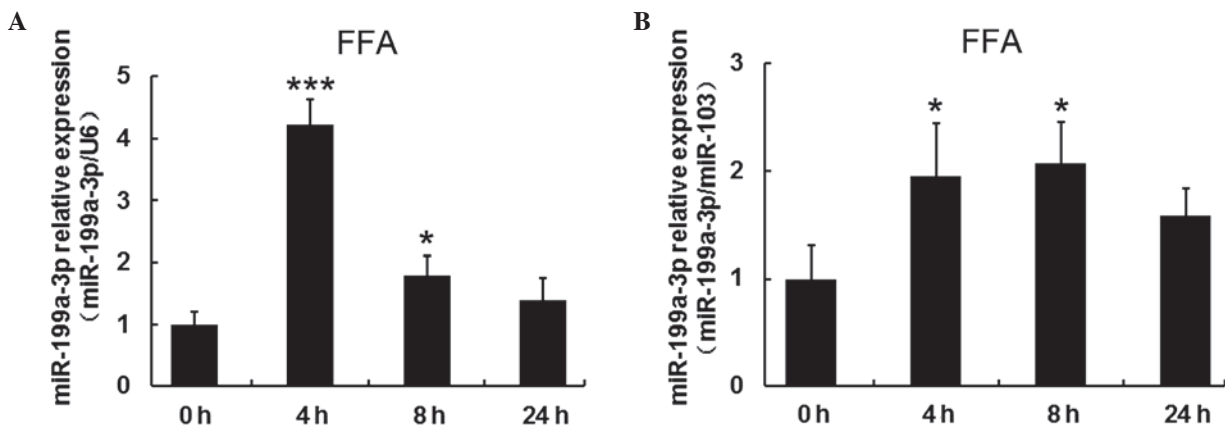 A
FFA
miR-199a-3p relative expression
（miR-199a-3p/U6）
5
4
3
2
1
0
***
*
0 h
4 h
8 h
24 h
B
FFA
miR-199a-3p relative expression
（miR-199a-3p/miR-103）
3
2
1
0
*
*
0 h
4 h
8 h
24 h